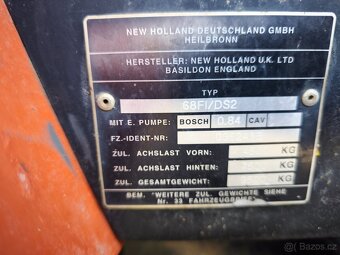 NEW HOLLAND DEUTSCHLAND GMBH
HEILBRONN
HERSTELLER: NEW HOLLAND U.K. LTD
BASILDON ENGLAND
TYP
68FI/DS2
MIT E. PUMPE: BOSCH 0,84 CAV
FZ.-IDENT-NR.
ZUL. ACHSLAST VORN: KG
ZUL. ACHSLAST HINTEN: KG
ZUL. GESAMTGEWICHT: KG
BEM. "WEITERE ZUL. GEWICHTE SIEHE
Nr. 33 FAHRZEUGBRIEF"
bazos.cz